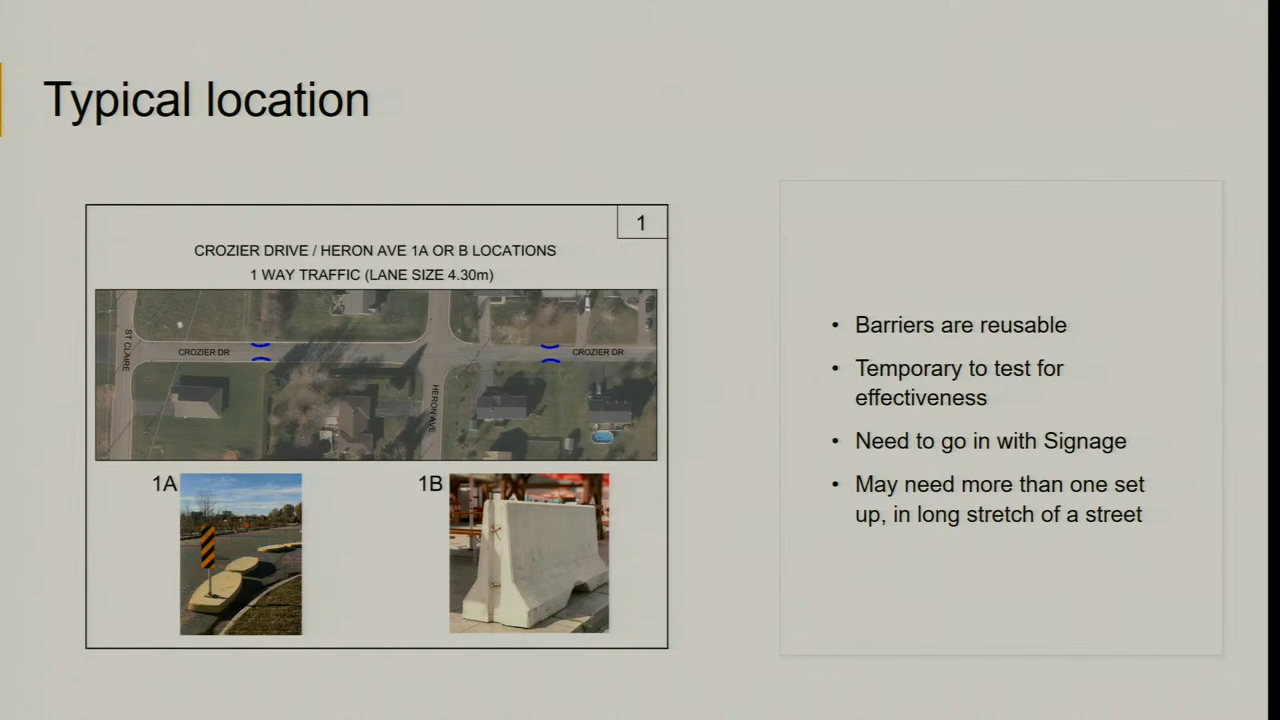 Typical location
1
CROZIER DRIVE / HERON AVE 1A OR B LOCATIONS
1 WAY TRAFFIC (LANE SIZE 4.30m)
ST CLAIRE
CROZIER DR
CROZIER DR
HERON AVE
1A
1B
• Barriers are reusable
• Temporary to test for
effectiveness
• Need to go in with Signage
• May need more than one set
up, in long stretch of a street